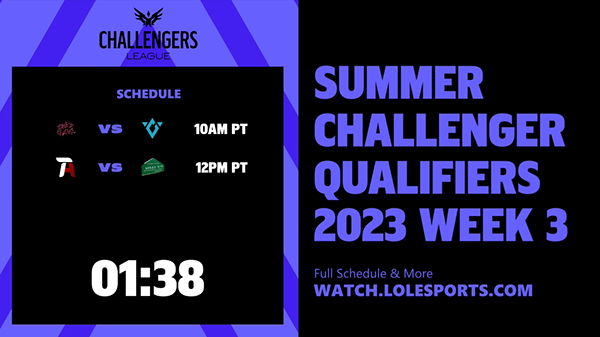 CHALLENGERS
LEAGUE
SCHEDULE
VS 10AM PT
VS 12PM PT
01:38
SUMMER
CHALLENGER
QUALIFIERS
2023 WEEK 3
Full Schedule & More
WATCH.LOLESPORTS.COM